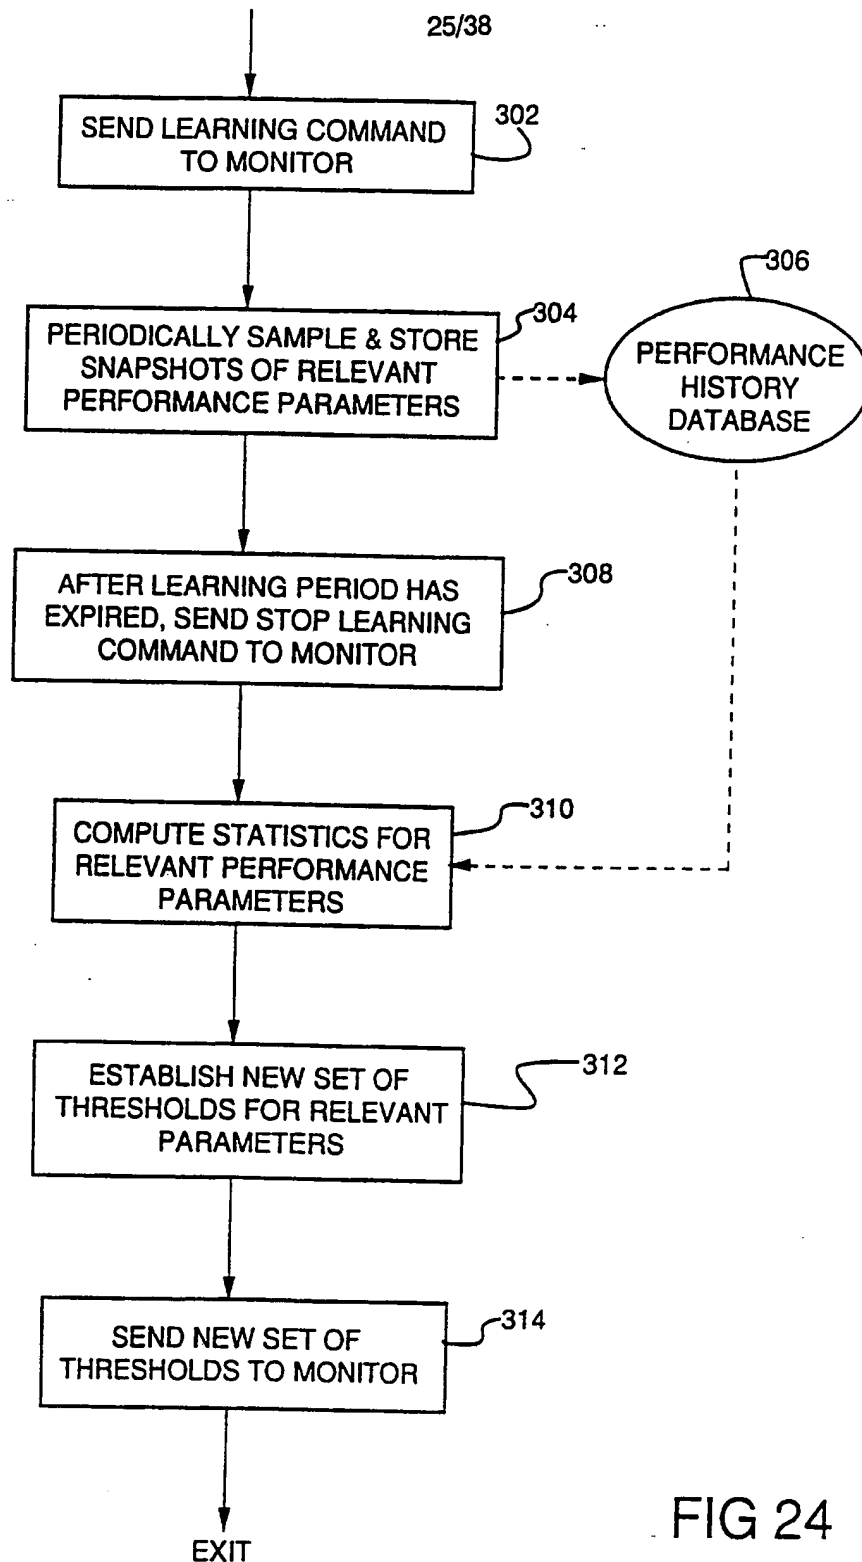 25/38
SEND LEARNING COMMAND
TO MONITOR
302
PERIODICALLY SAMPLE & STORE
SNAPSHOTS OF RELEVANT
PERFORMANCE PARAMETERS
304
306
PERFORMANCE
HISTORY
DATABASE
AFTER LEARNING PERIOD HAS
EXPIRED, SEND STOP LEARNING
COMMAND TO MONITOR
308
COMPUTE STATISTICS FOR
RELEVANT PERFORMANCE
PARAMETERS
310
ESTABLISH NEW SET OF
THRESHOLDS FOR RELEVANT
PARAMETERS
312
SEND NEW SET OF
THRESHOLDS TO MONITOR
314
EXIT
FIG 24